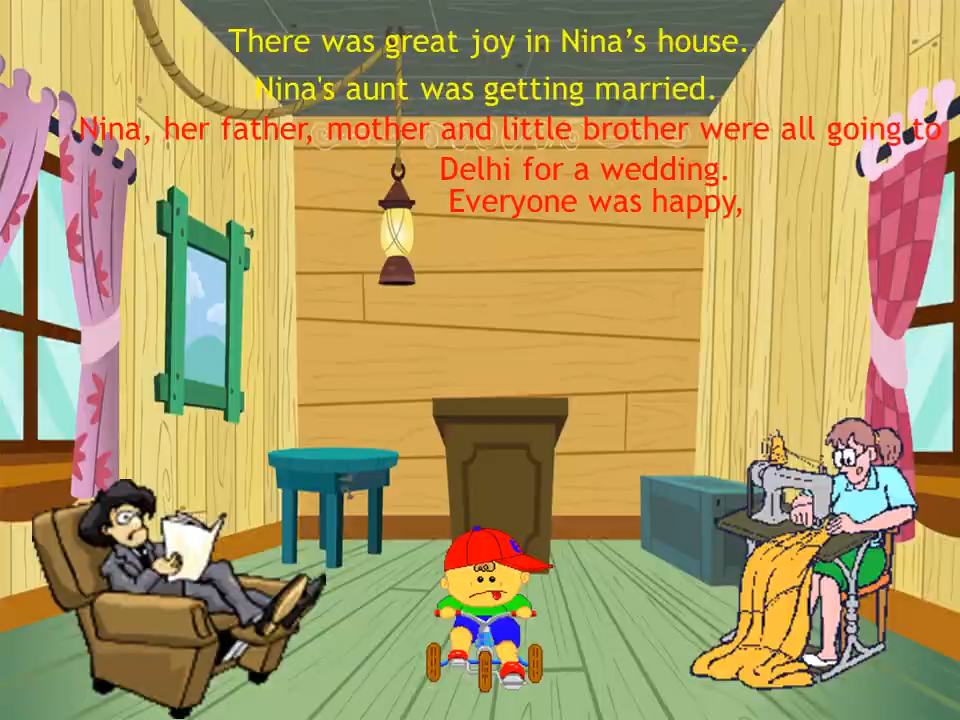 There was great joy in Nina’s house.
Nina's aunt was getting married.
Nina, her father, mother and little brother were all going to
Delhi for a wedding.
Everyone was happy,